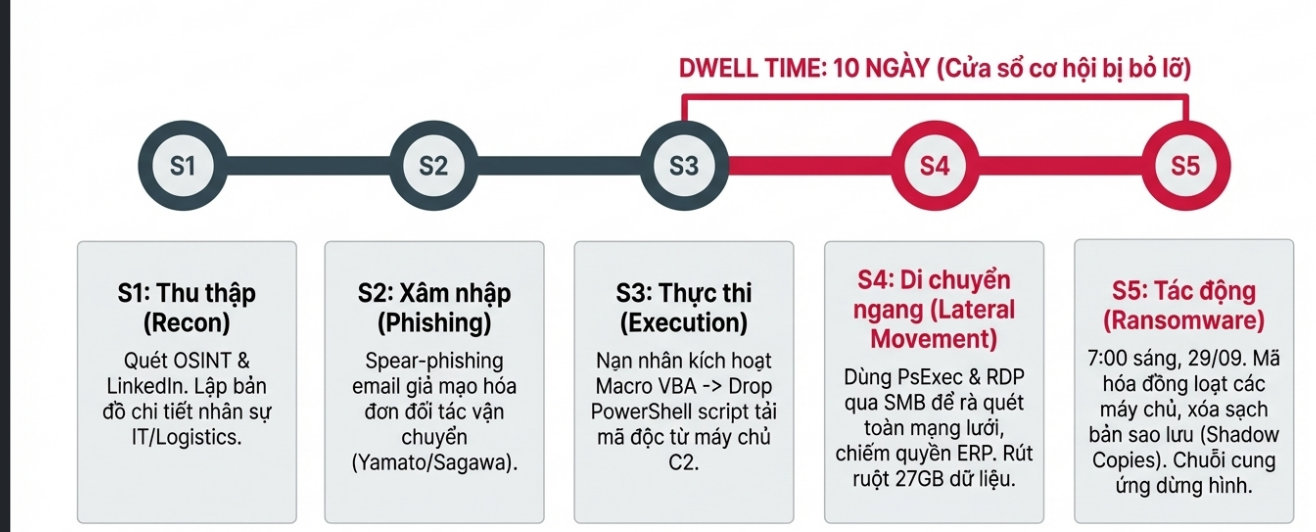 DWELL TIME: 10 NGÀY (Cửa sổ cơ hội bị bỏ lỡ)
S1
S2
S3
S4
S5
S1: Thu thập
(Recon)
Quét OSINT &
LinkedIn. Lập bản
đồ chi tiết nhân sự
IT/Logistics.
S2: Xâm nhập
(Phishing)
Spear-phishing
email giả mạo hóa
đơn đối tác vận
chuyển
(Yamato/Sagawa).
S3: Thực thi
(Execution)
Nạn nhân kích hoạt
Macro VBA -> Drop
PowerShell script tải
mã độc từ máy chủ
C2.
S4: Di chuyển
ngang (Lateral
Movement)
Dùng PsExec & RDP
qua SMB để rà quét
toàn mạng lưới,
chiếm quyền ERP. Rút
ruột 27GB dữ liệu.
S5: Tác động
(Ransomware)
7:00 sáng, 29/09. Mã
hóa đồng loạt các
máy chủ, xóa sạch
bản sao lưu (Shadow
Copies). Chuỗi cung
ứng dừng hình.